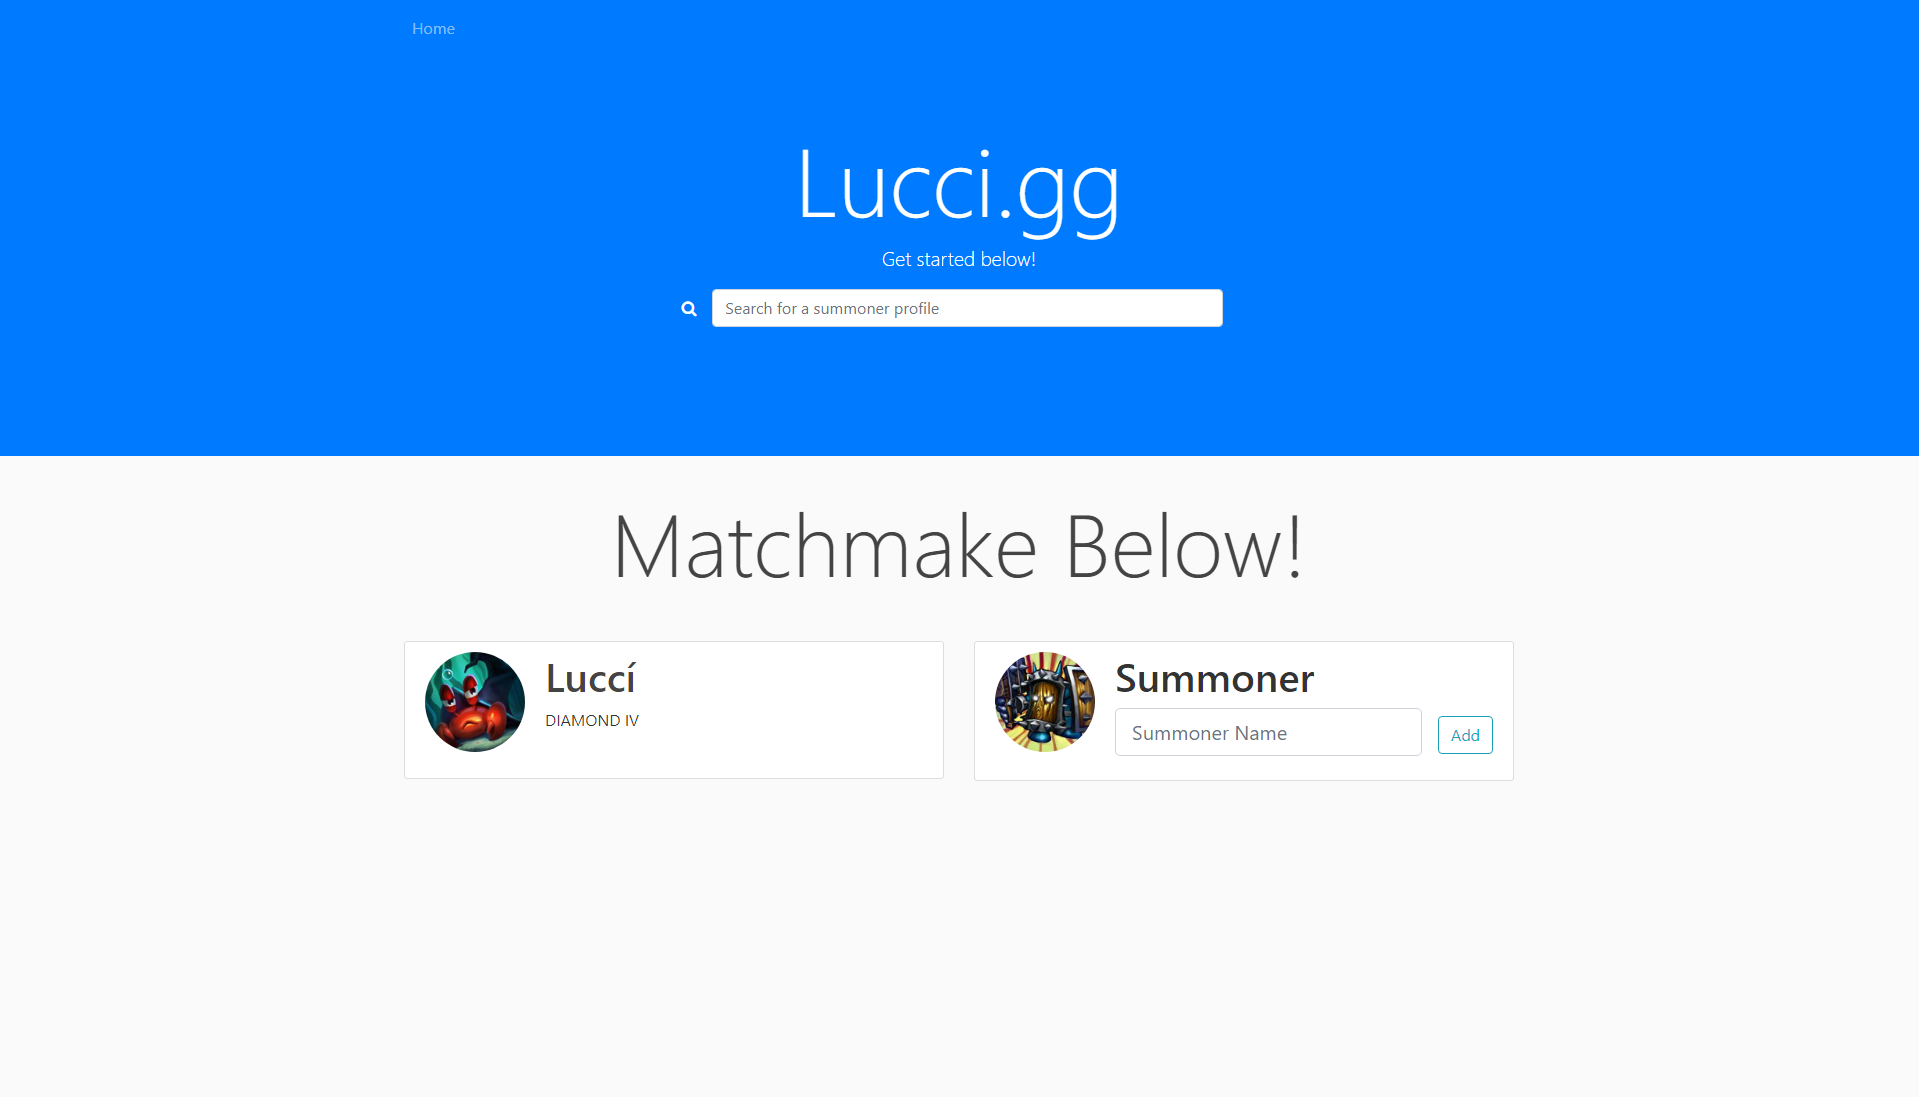 Home
Lucci.gg
Get started below!
Search for a summoner profile
Matchmake Below!
Luccí
DIAMOND IV
Summoner
Summoner Name
Add